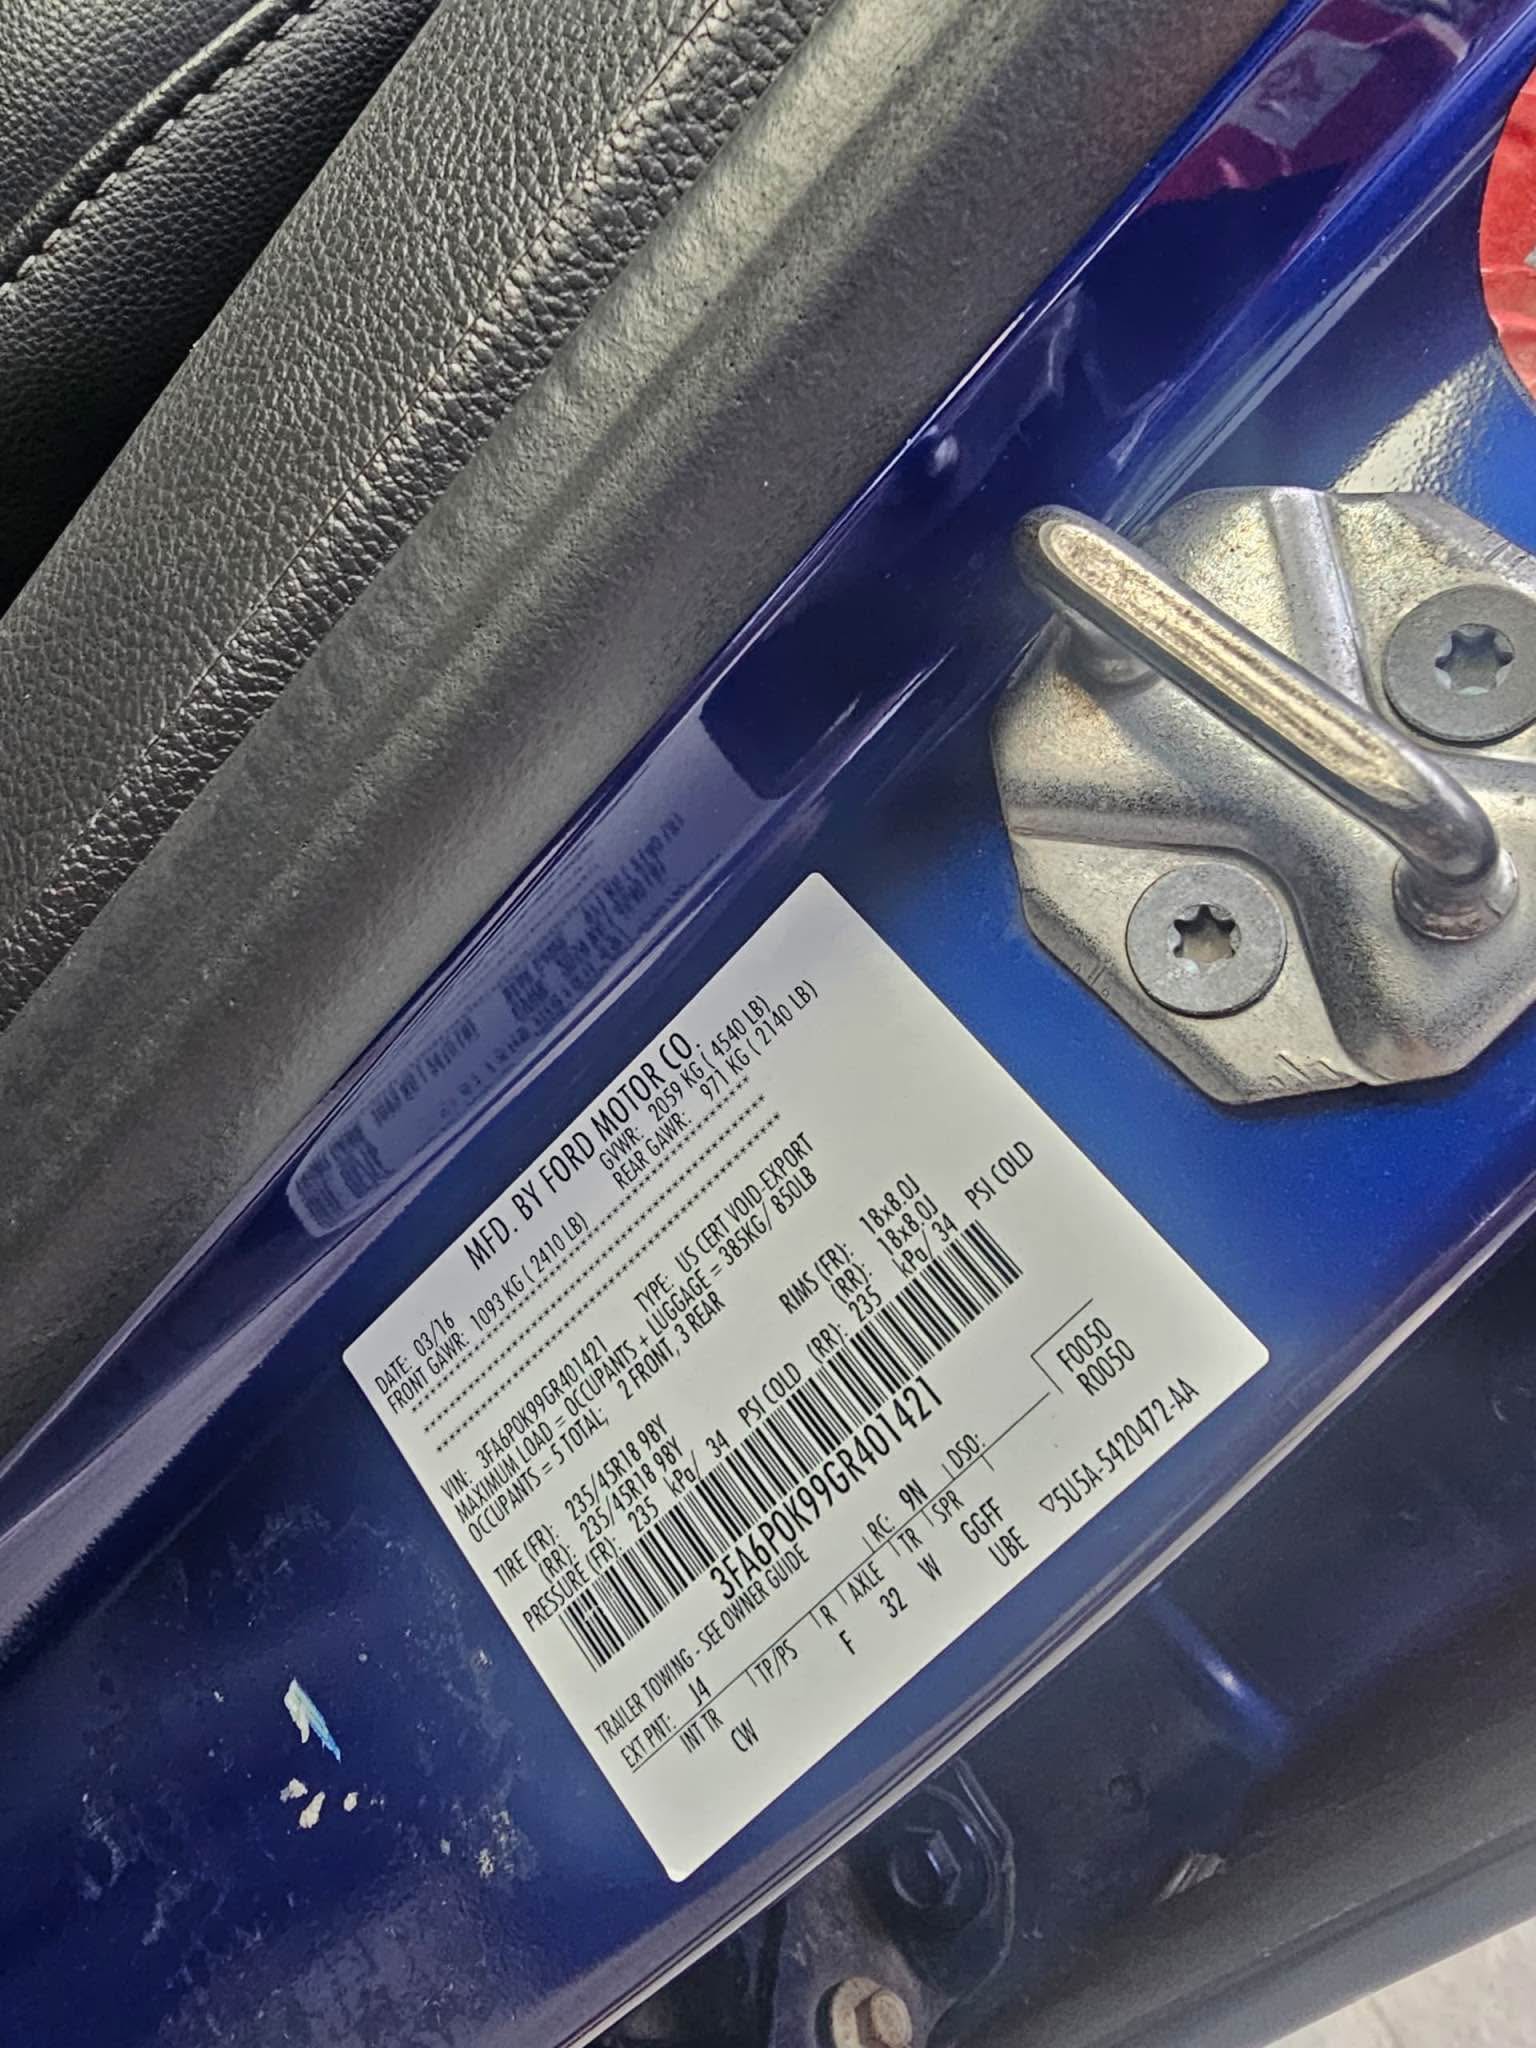 MFD. BY FORD MOTOR CO.
DATE: 03/16 GVWR: 2059 KG ( 4540 LB)
FRONT GAWR: 1093 KG ( 2410 LB) REAR GAWR: 971 KG ( 2140 LB)
VIN: 3FA6P0K99GR401421 TYPE: US CERT VOID-EXPORT
MAXIMUM LOAD = OCCUPANTS + LUGGAGE = 385KG/ 850LB
OCCUPANTS = 5 TOTAL; 2 FRONT, 3 REAR
TIRE (FR): 235/45R18 98Y RIMS (FR): 18x8.0J
(RR): 235/45R18 98Y (RR): 18x8.0J
PRESSURE (FR): 235 kPa/ 34 PSI COLD (RR): 235 kPa/ 34 PSI COLD
3FA6P0K99GR401421
TRAILER TOWING - SEE OWNER GUIDE
EXT PNT: J4 RC: 9N DSO: F0050
R0050
INT TR TP/PS R AXLE TR SPR
CW F 32 W GGFF
UBE
▽5U5A-5420472-AA